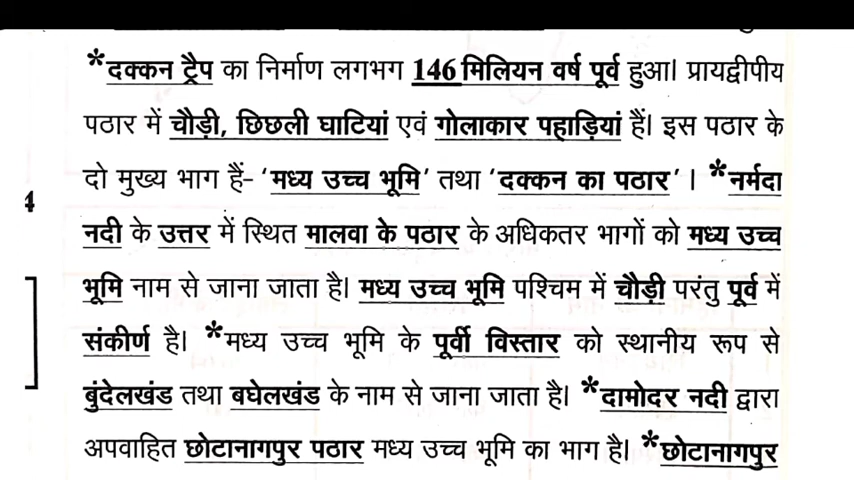 *दक्कन ट्रैप का निर्माण लगभग 146 मिलियन वर्ष पूर्व हुआ। प्रायद्वीपीय
पठार में चौड़ी, छिछली घाटियां एवं गोलाकार पहाड़ियां हैं। इस पठार के
दो मुख्य भाग हैं- ‘मध्य उच्च भूमि’ तथा ‘दक्कन का पठार’ । *नर्मदा
4
नदी के उत्तर में स्थित मालवा के पठार के अधिकतर भागों को मध्य उच्च
भूमि नाम से जाना जाता है। मध्य उच्च भूमि पश्चिम में चौड़ी परंतु पूर्व में
संकीर्ण है। *मध्य उच्च भूमि के पूर्वी विस्तार को स्थानीय रूप से
बुंदेलखंड तथा बघेलखंड के नाम से जाना जाता है। *दामोदर नदी द्वारा
अपवाहित छोटानागपुर पठार मध्य उच्च भूमि का भाग है। *छोटानागपुर